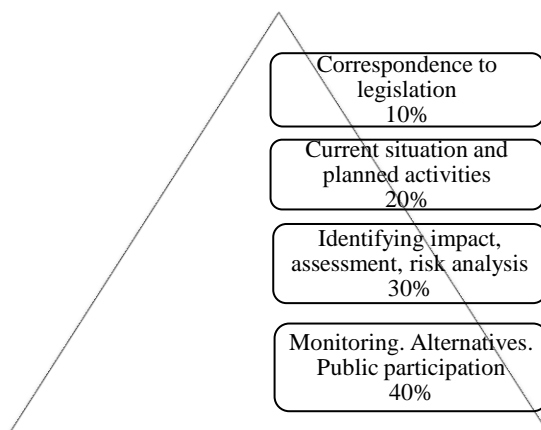 Correspondence to
legislation
10%
Current situation and
planned activities
20%
Identifying impact,
assessment, risk analysis
30%
Monitoring. Alternatives.
Public participation
40%